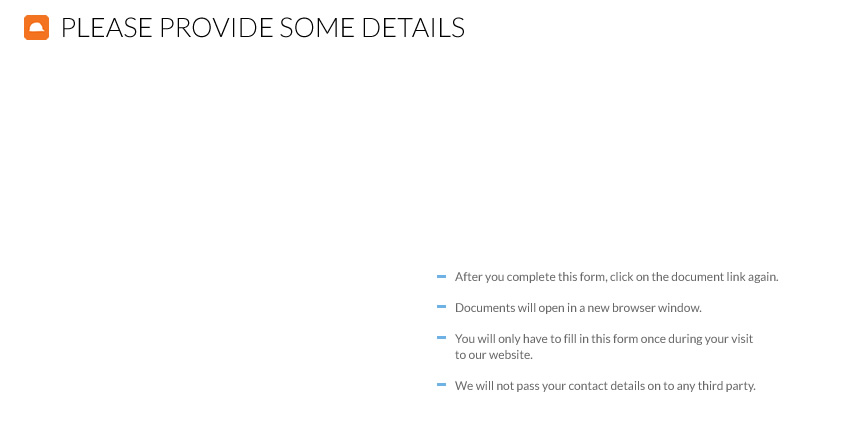 PLEASE PROVIDE SOME DETAILS
After you complete this form, click on the document link again.
Documents will open in a new browser window.
You will only have to fill in this form once during your visit
to our website.
We will not pass your contact details on to any third party.